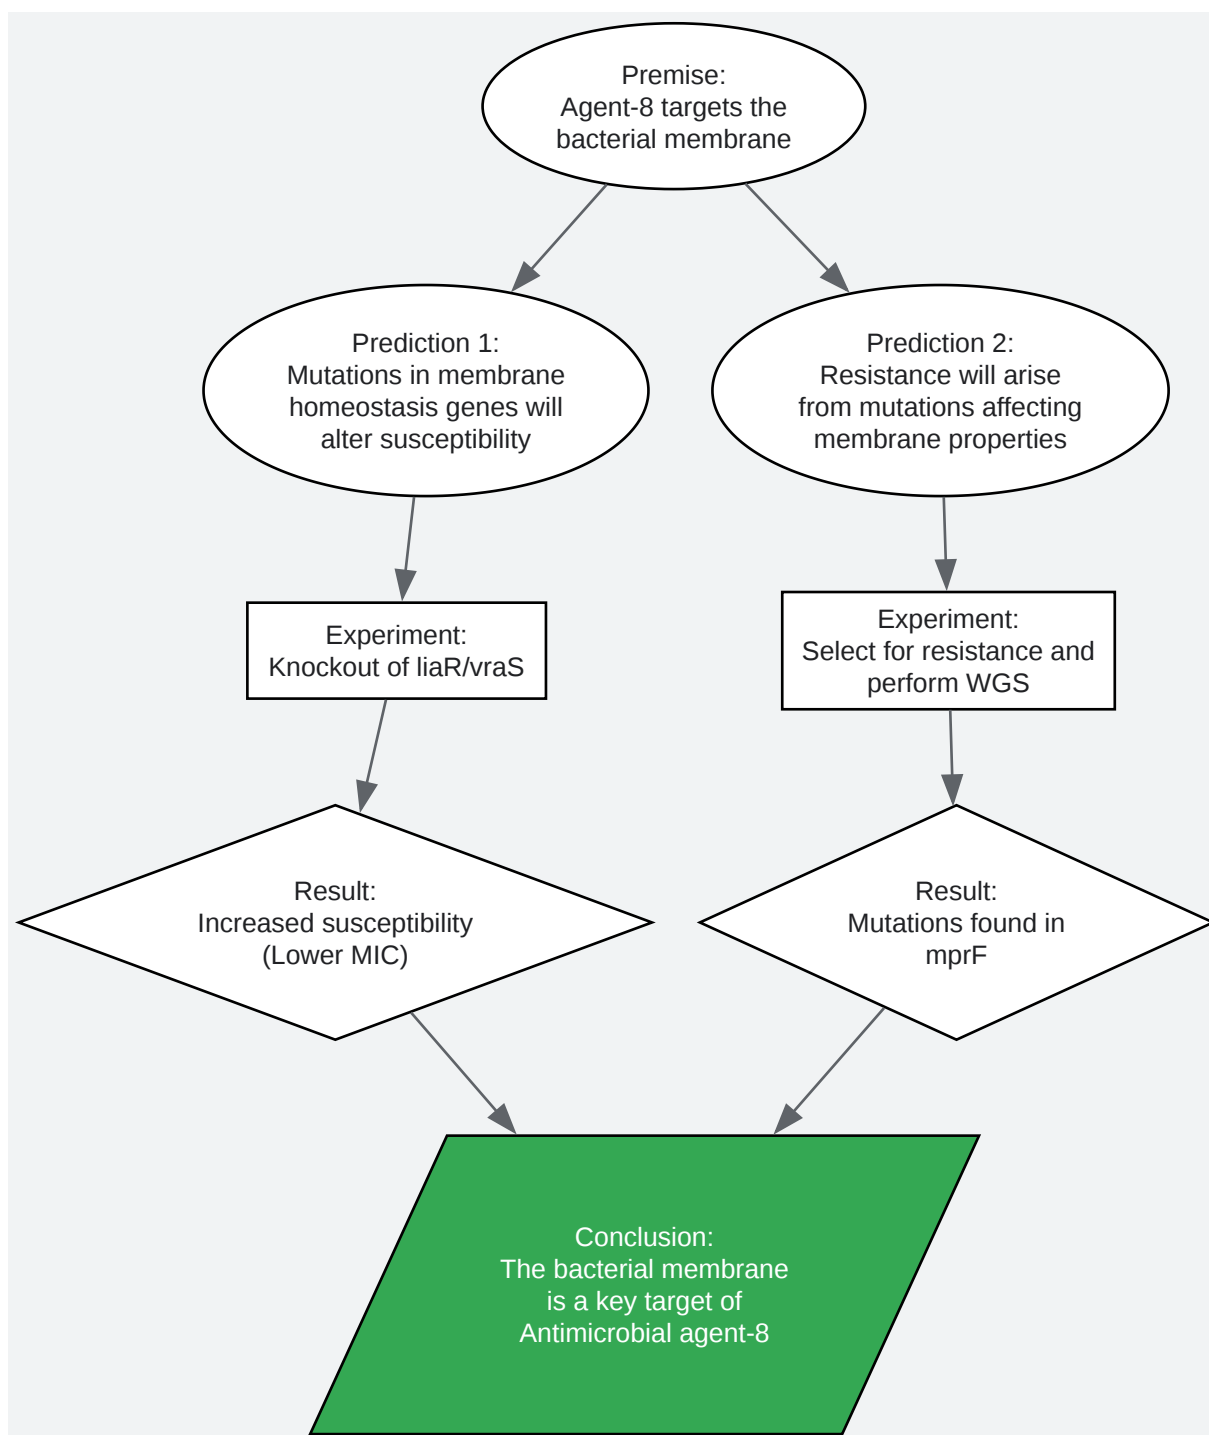 Premise:
Agent-8 targets the
bacterial membrane
Prediction 1:
Mutations in membrane
homeostasis genes will
alter susceptibility
Prediction 2:
Resistance will arise
from mutations affecting
membrane properties
Experiment:
Knockout of liaR/vraS
Experiment:
Select for resistance and
perform WGS
Result:
Increased susceptibility
(Lower MIC)
Result:
Mutations found in
mprF
Conclusion:
The bacterial membrane
is a key target of
Antimicrobial agent-8